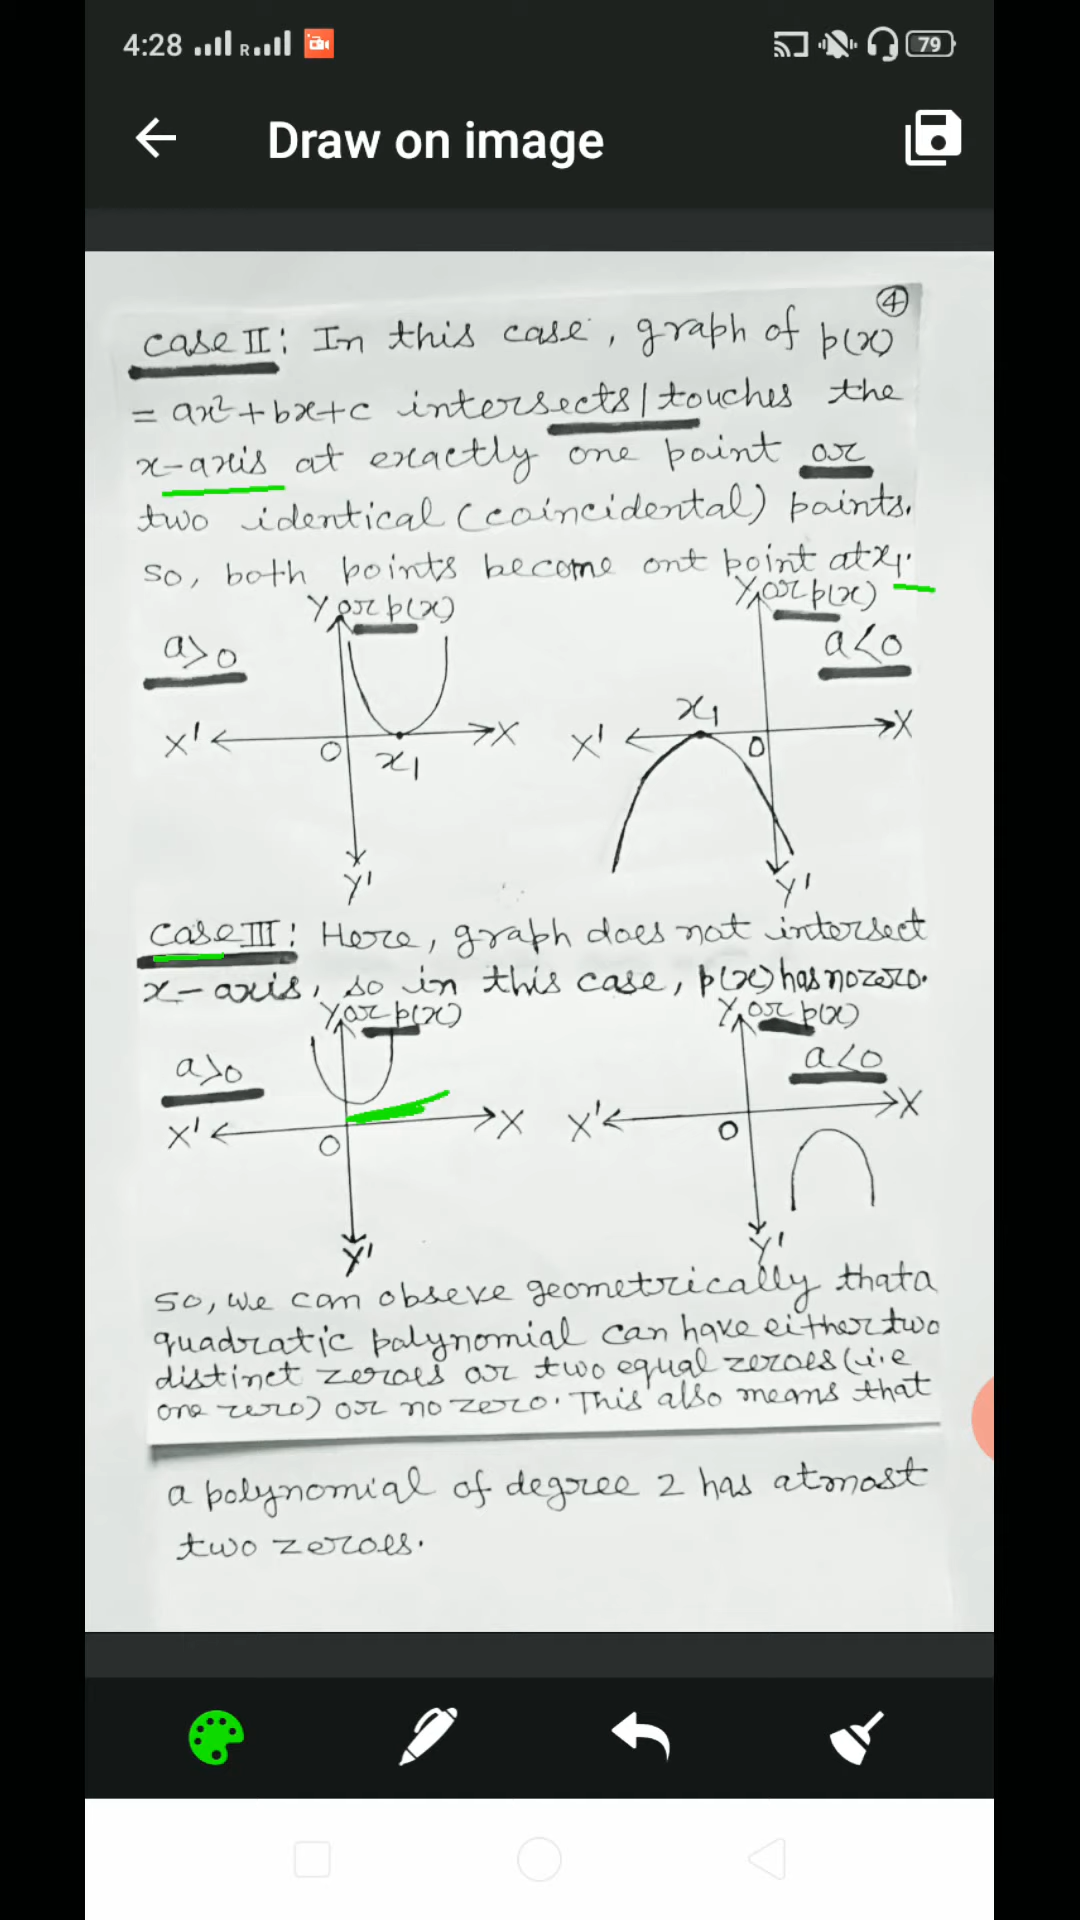 4:28 R 79
Draw on image
4
Case II: In this case, graph of p(x)
= ax²+bx+c intersects/touches the
x-axis at exactly one point or
two identical (coincidental) points.
so, both points become ont point at x₁.
Y or p(x) Y or p(x)
a>0 a<0
x₁
X' O x₁ X X' O X
Y' Y'
Case III: Here, graph does not intersect
x-axis, so in this case, p(x) has no zero.
Y or p(x) Y or p(x)
a>0 a<0
X' O X X' O X
Y' Y'
So, we can obseve geometrically that a
quadratic polynomial can have either two
distinct zeroes or two equal zeroes (i.e
one zero) or no zero. This also means that
a polynomial of degree 2 has atmost
two zeroes.